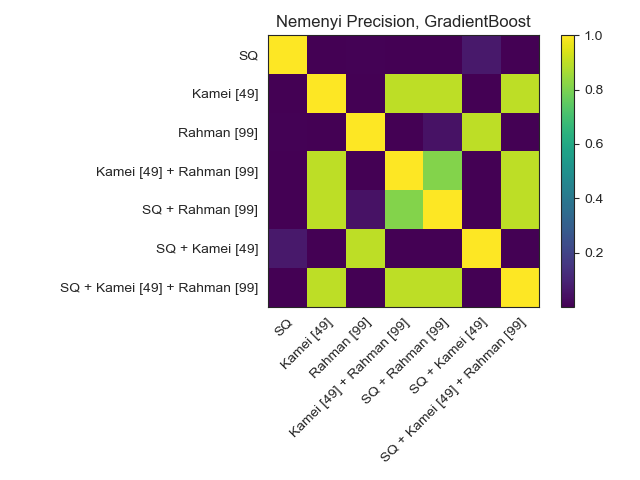 Nemenyi Precision, GradientBoost
SQ
Kamei [49]
Rahman [99]
Kamei [49] + Rahman [99]
SQ + Rahman [99]
SQ + Kamei [49]
SQ + Kamei [49] + Rahman [99]
SQ
Kamei [49]
Rahman [99]
Kamei [49] + Rahman [99]
SQ + Rahman [99]
SQ + Kamei [49]
SQ + Kamei [49] + Rahman [99]
1.0
0.8
0.6
0.4
0.2